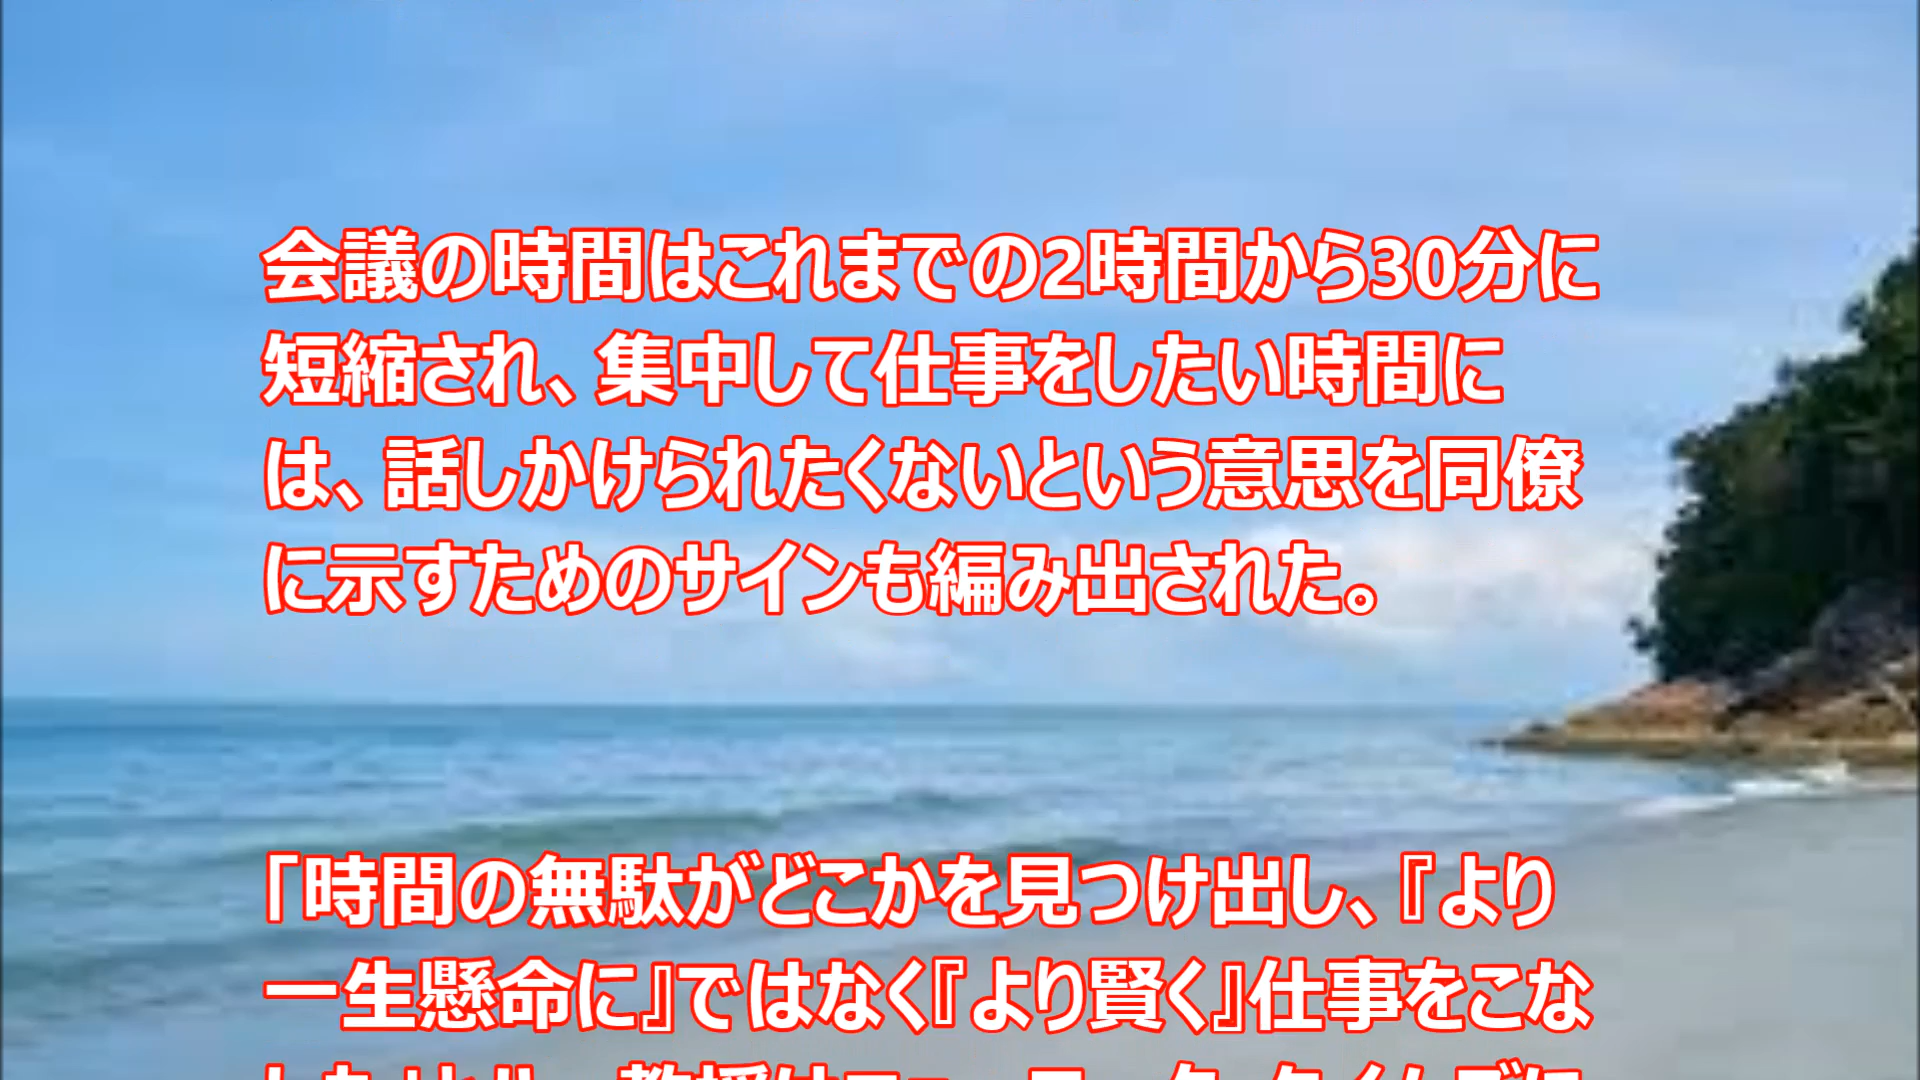 会議の時間はこれまでの2時間から30分に
短縮され、集中して仕事をしたい時間に
は、話しかけられたくないという意思を同僚
に示すためのサインも編み出された。
「時間の無駄がどこかを見つけ出し、『より
一生懸命に』ではなく『より賢く』仕事をこな